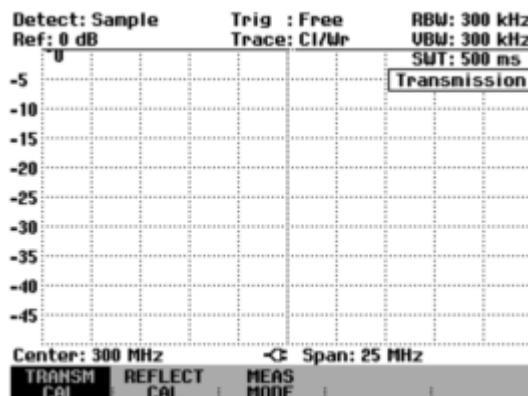 Detect: Sample Trig : Free RBW: 300 kHz
Ref: 0 dB Trace: Cl/Wr VBW: 300 kHz
SWT: 500 ms
Transmission
-5
-10
-15
-20
-25
-30
-35
-40
-45
Center: 300 MHz Span: 25 MHz
TRANSM CAL REFLECT CAL MEAS MODE